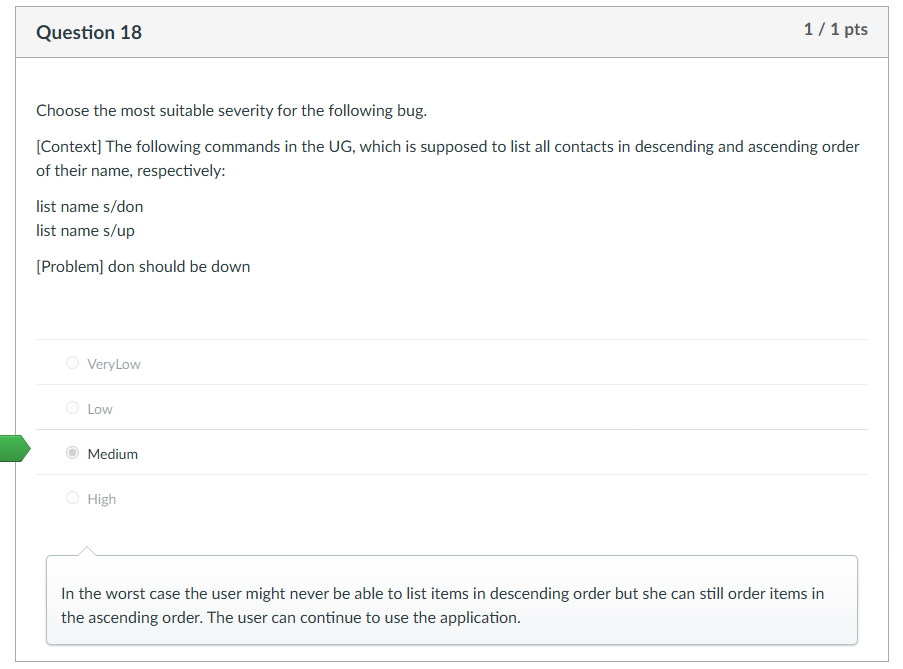 Question 18
1 / 1 pts
Choose the most suitable severity for the following bug.
[Context] The following commands in the UG, which is supposed to list all contacts in descending and ascending order
of their name, respectively:
list name s/don
list name s/up
[Problem] don should be down
VeryLow
Low
Medium
High
In the worst case the user might never be able to list items in descending order but she can still order items in
the ascending order. The user can continue to use the application.